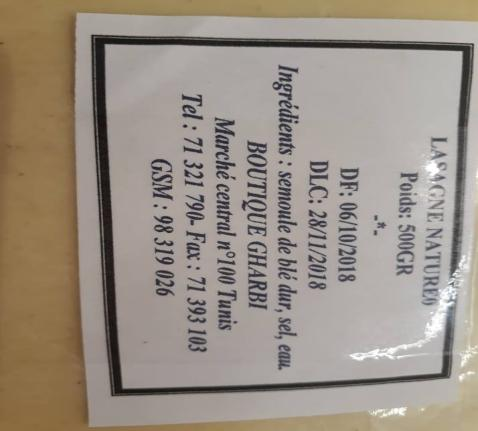 LASAGNE NATURE
Poids: 500GR
-*-
DF: 06/10/2018
DLC: 28/11/2018
Ingrédients : semoule de blé dur, sel, eau.
BOUTIQUE GHARBI
Marché central n°100 Tunis
Tel : 71 321 790- Fax : 71 393 103
GSM : 98 319 026